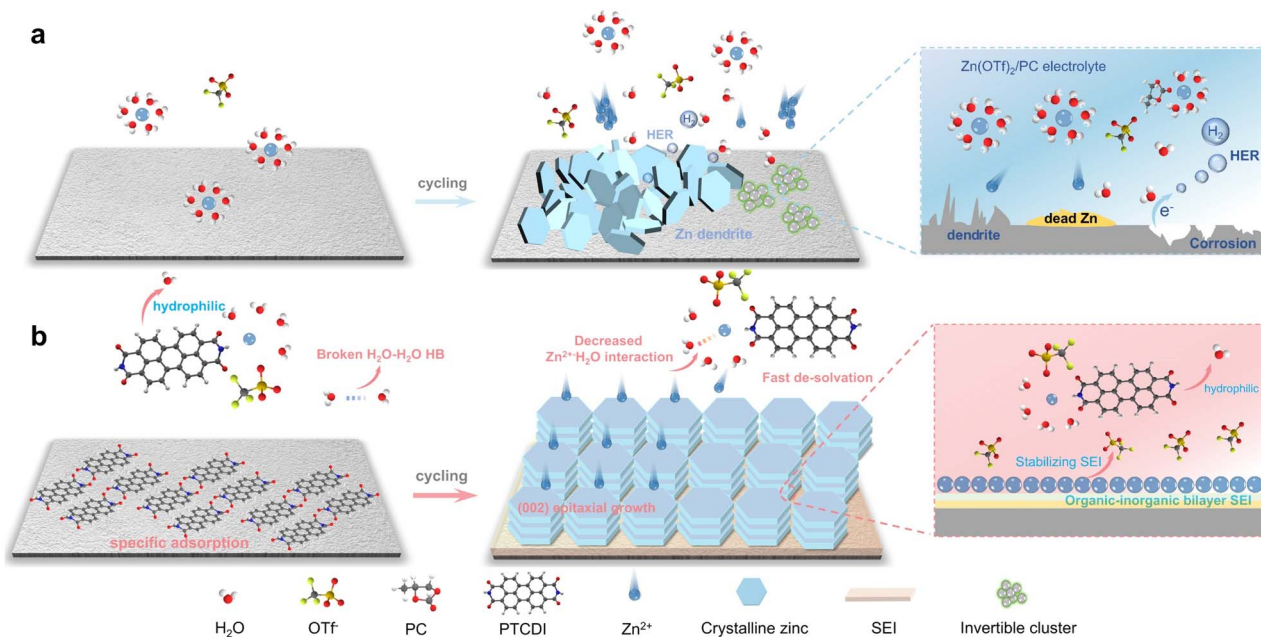 a
cycling
HER
H₂
Zn dendrite
Zn(OTf)₂/PC electrolyte
H₂
HER
e⁻
dendrite
dead Zn
Corrosion
b
hydrophilic
Broken H₂O-H₂O HB
specific adsorption
cycling
Decreased
Zn²⁺-H₂O interaction
Fast de-solvation
(002) epitaxial growth
hydrophilic
Stabilizing SEI
Organic-inorganic bilayer SEI
H₂O
OTf⁻
PC
PTCDI
Zn²⁺
Crystalline zinc
SEI
Invertible cluster